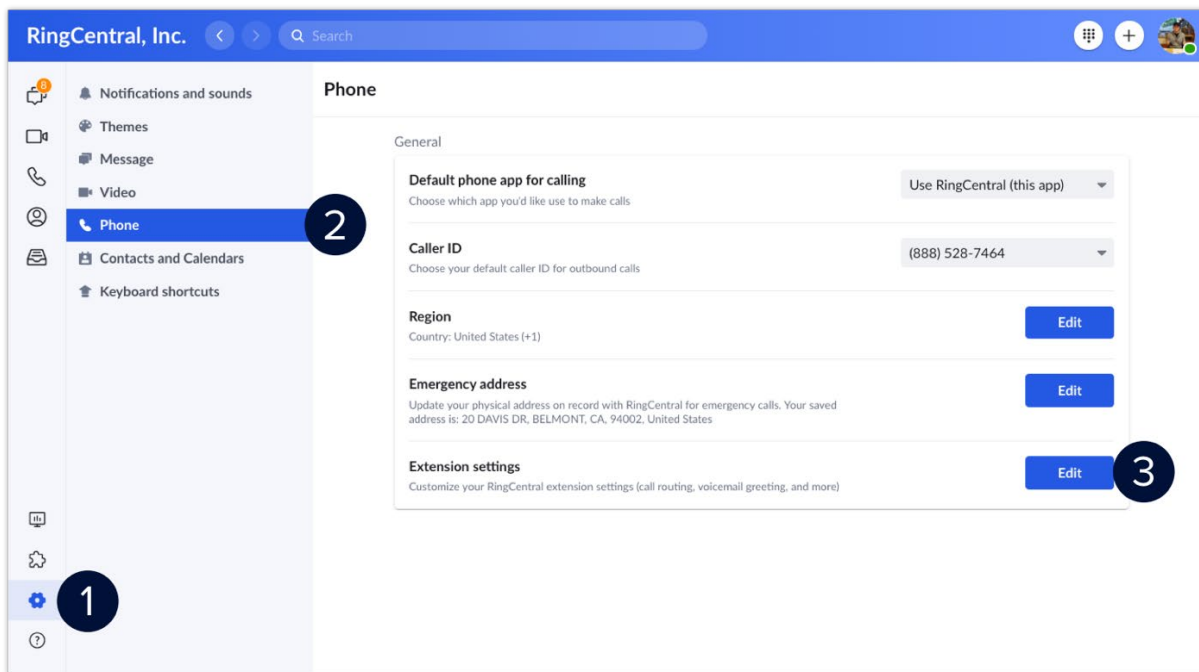 RingCentral, Inc.
Search
8
Notifications and sounds
Themes
Message
Video
Phone
Contacts and Calendars
Keyboard shortcuts
Phone
General
Default phone app for calling
Choose which app you'd like use to make calls
Use RingCentral (this app)
Caller ID
Choose your default caller ID for outbound calls
(888) 528-7464
Region
Country: United States (+1)
Edit
Emergency address
Update your physical address on record with RingCentral for emergency calls. Your saved
address is: 20 DAVIS DR, BELMONT, CA, 94002, United States
Edit
Extension settings
Customize your RingCentral extension settings (call routing, voicemail greeting, and more)
Edit
1
2
3